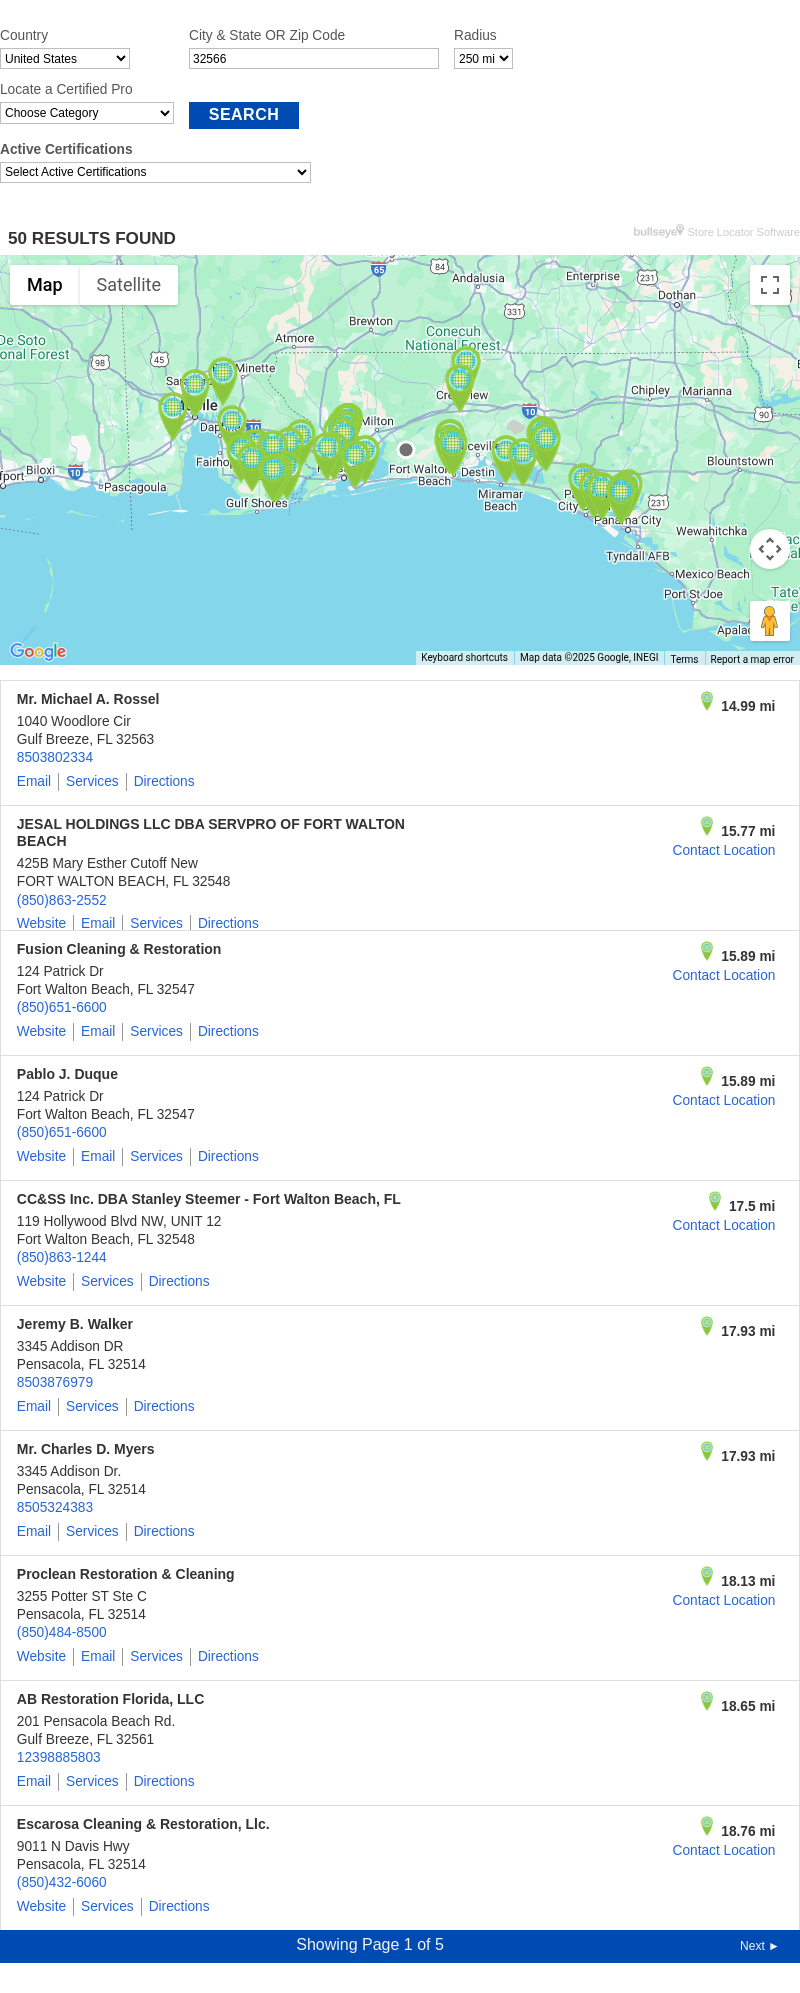 Country
City & State OR Zip Code
Radius
United States
32566
250 mi
Locate a Certified Pro
Choose Category
SEARCH
Active Certifications
Select Active Certifications
50 RESULTS FOUND
bullseye Store Locator Software
Map
Satellite
65
84
Andalusia
Enterprise
231
Dothan
De Soto
onal Forest
98
45
Brewton
331
Conecuh
National Forest
Atmore
Minette
Chipley
Marianna
10
90
Milton
Fort Walton
Beach
Destin
Miramar
Beach
Blountstown
Biloxi
10
Pascagoula
Gulf Shores
231
Panama City
Wewahitchka
Tyndall AFB
Mexico Beach
Port St Joe
Google
Keyboard shortcuts
Map data ©2025 Google, INEGI
Terms
Report a map error
Mr. Michael A. Rossel
14.99 mi
1040 Woodlore Cir
Gulf Breeze, FL 32563
8503802334
Email Services Directions
JESAL HOLDINGS LLC DBA SERVPRO OF FORT WALTON
BEACH
15.77 mi
Contact Location
425B Mary Esther Cutoff New
FORT WALTON BEACH, FL 32548
(850)863-2552
Website Email Services Directions
Fusion Cleaning & Restoration
15.89 mi
Contact Location
124 Patrick Dr
Fort Walton Beach, FL 32547
(850)651-6600
Website Email Services Directions
Pablo J. Duque
15.89 mi
Contact Location
124 Patrick Dr
Fort Walton Beach, FL 32547
(850)651-6600
Website Email Services Directions
CC&SS Inc. DBA Stanley Steemer - Fort Walton Beach, FL
17.5 mi
Contact Location
119 Hollywood Blvd NW, UNIT 12
Fort Walton Beach, FL 32548
(850)863-1244
Website Services Directions
Jeremy B. Walker
17.93 mi
3345 Addison DR
Pensacola, FL 32514
8503876979
Email Services Directions
Mr. Charles D. Myers
17.93 mi
3345 Addison Dr.
Pensacola, FL 32514
8505324383
Email Services Directions
Proclean Restoration & Cleaning
18.13 mi
Contact Location
3255 Potter ST Ste C
Pensacola, FL 32514
(850)484-8500
Website Email Services Directions
AB Restoration Florida, LLC
18.65 mi
201 Pensacola Beach Rd.
Gulf Breeze, FL 32561
12398885803
Email Services Directions
Escarosa Cleaning & Restoration, Llc.
18.76 mi
Contact Location
9011 N Davis Hwy
Pensacola, FL 32514
(850)432-6060
Website Services Directions
Showing Page 1 of 5
Next ►